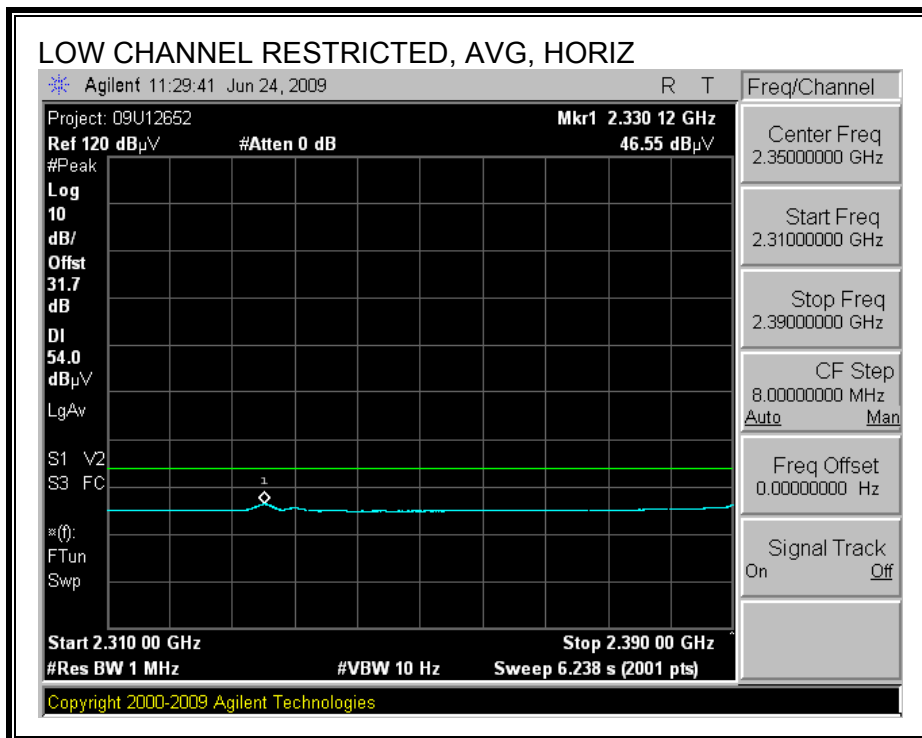 LOW CHANNEL RESTRICTED, AVG, HORIZ
Agilent 11:29:41 Jun 24, 2009 R T
Freq/Channel
Project: 09U12652 Mkr1 2.330 12 GHz
Ref 120 dBµV #Atten 0 dB 46.55 dBµV
#Peak
Log
10
dB/
Offst
31.7
dB
DI
54.0
dBµV
LgAv
S1 V2
S3 FC
¤(f):
FTun
Swp
1
Start 2.310 00 GHz Stop 2.390 00 GHz ^
#Res BW 1 MHz #VBW 10 Hz Sweep 6.238 s (2001 pts)
Center Freq
2.35000000 GHz
Start Freq
2.31000000 GHz
Stop Freq
2.39000000 GHz
CF Step
8.00000000 MHz
Auto Man
Freq Offset
0.00000000 Hz
Signal Track
On Off
Copyright 2000-2009 Agilent Technologies